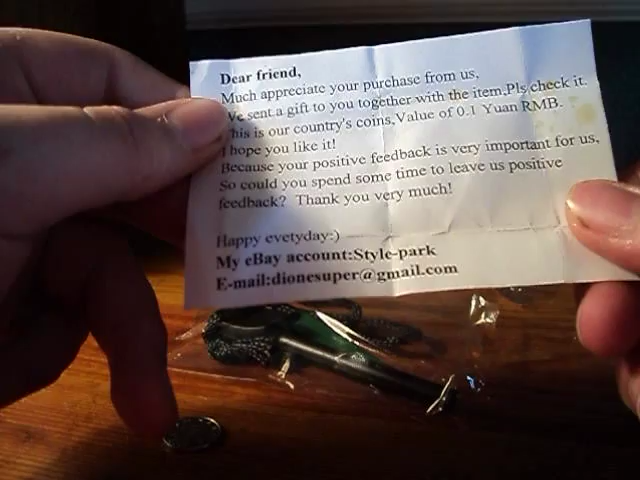 Dear friend,
Much appreciate your purchase from us,
We sent a gift to you together with the item,Pls check it.
This is our country's coins,Value of 0.1 Yuan RMB.
I hope you like it!
Because your positive feedback is very important for us,
So could you spend some time to leave us positive
feedback? Thank you very much!
Happy evetyday:)
My eBay account:Style-park
E-mail:dionesuper@gmail.com